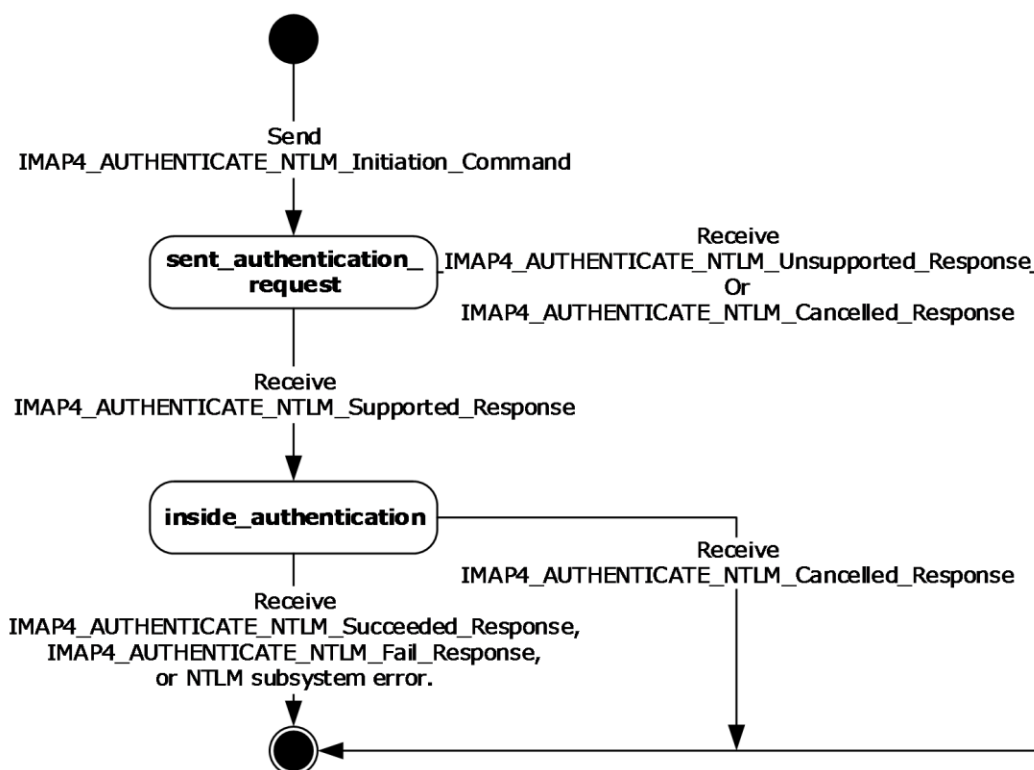 Send
IMAP4_AUTHENTICATE_NTLM_Initiation_Command
sent_authentication_
request
Receive
IMAP4_AUTHENTICATE_NTLM_Unsupported_Response
Or
IMAP4_AUTHENTICATE_NTLM_Cancelled_Response
Receive
IMAP4_AUTHENTICATE_NTLM_Supported_Response
inside_authentication
Receive
IMAP4_AUTHENTICATE_NTLM_Cancelled_Response
Receive
IMAP4_AUTHENTICATE_NTLM_Succeeded_Response,
IMAP4_AUTHENTICATE_NTLM_Fail_Response,
or NTLM subsystem error.